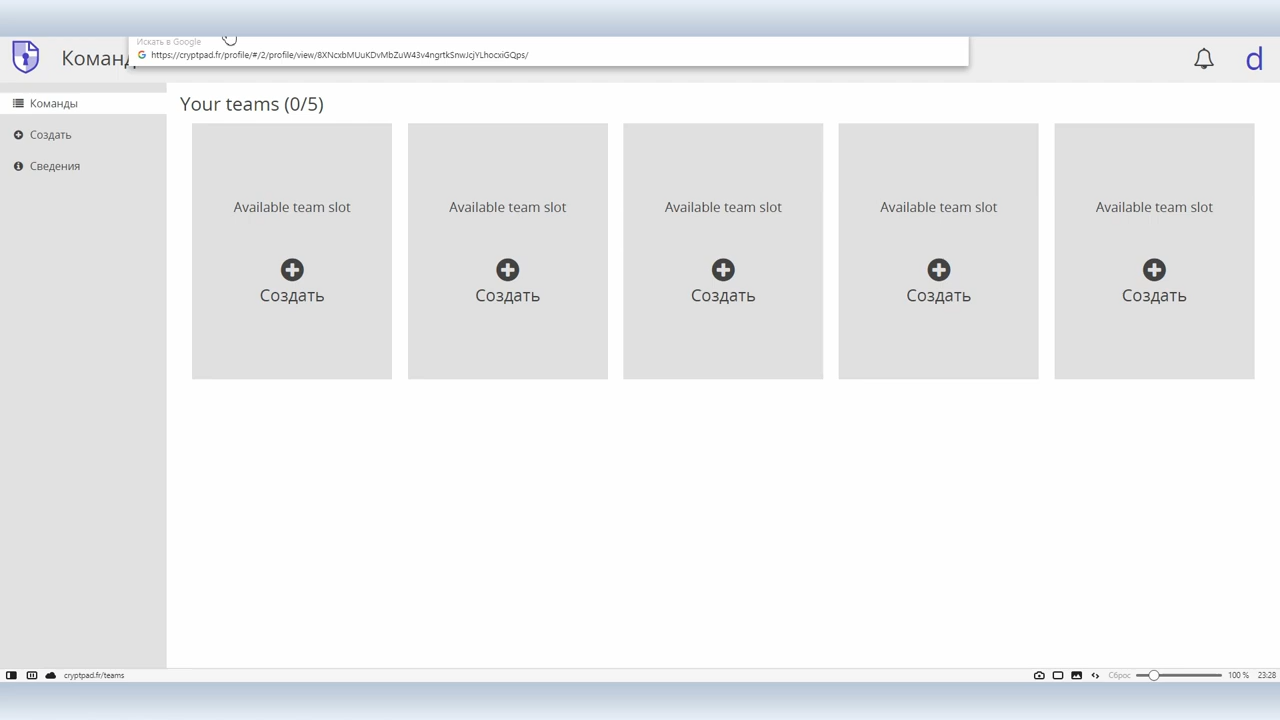 Искать в Google
https://cryptpad.fr/profile/#/2/profile/view/8XNcxbMUuKDvMbZuW43v4ngrtkSnwJcjYLhocxiGQps/
Команд
d
Команды
Создать
Сведения
Your teams (0/5)
Available team slot
Создать
Available team slot
Создать
Available team slot
Создать
Available team slot
Создать
Available team slot
Создать
cryptpad.fr/teams
Сброс
100 %
23:28